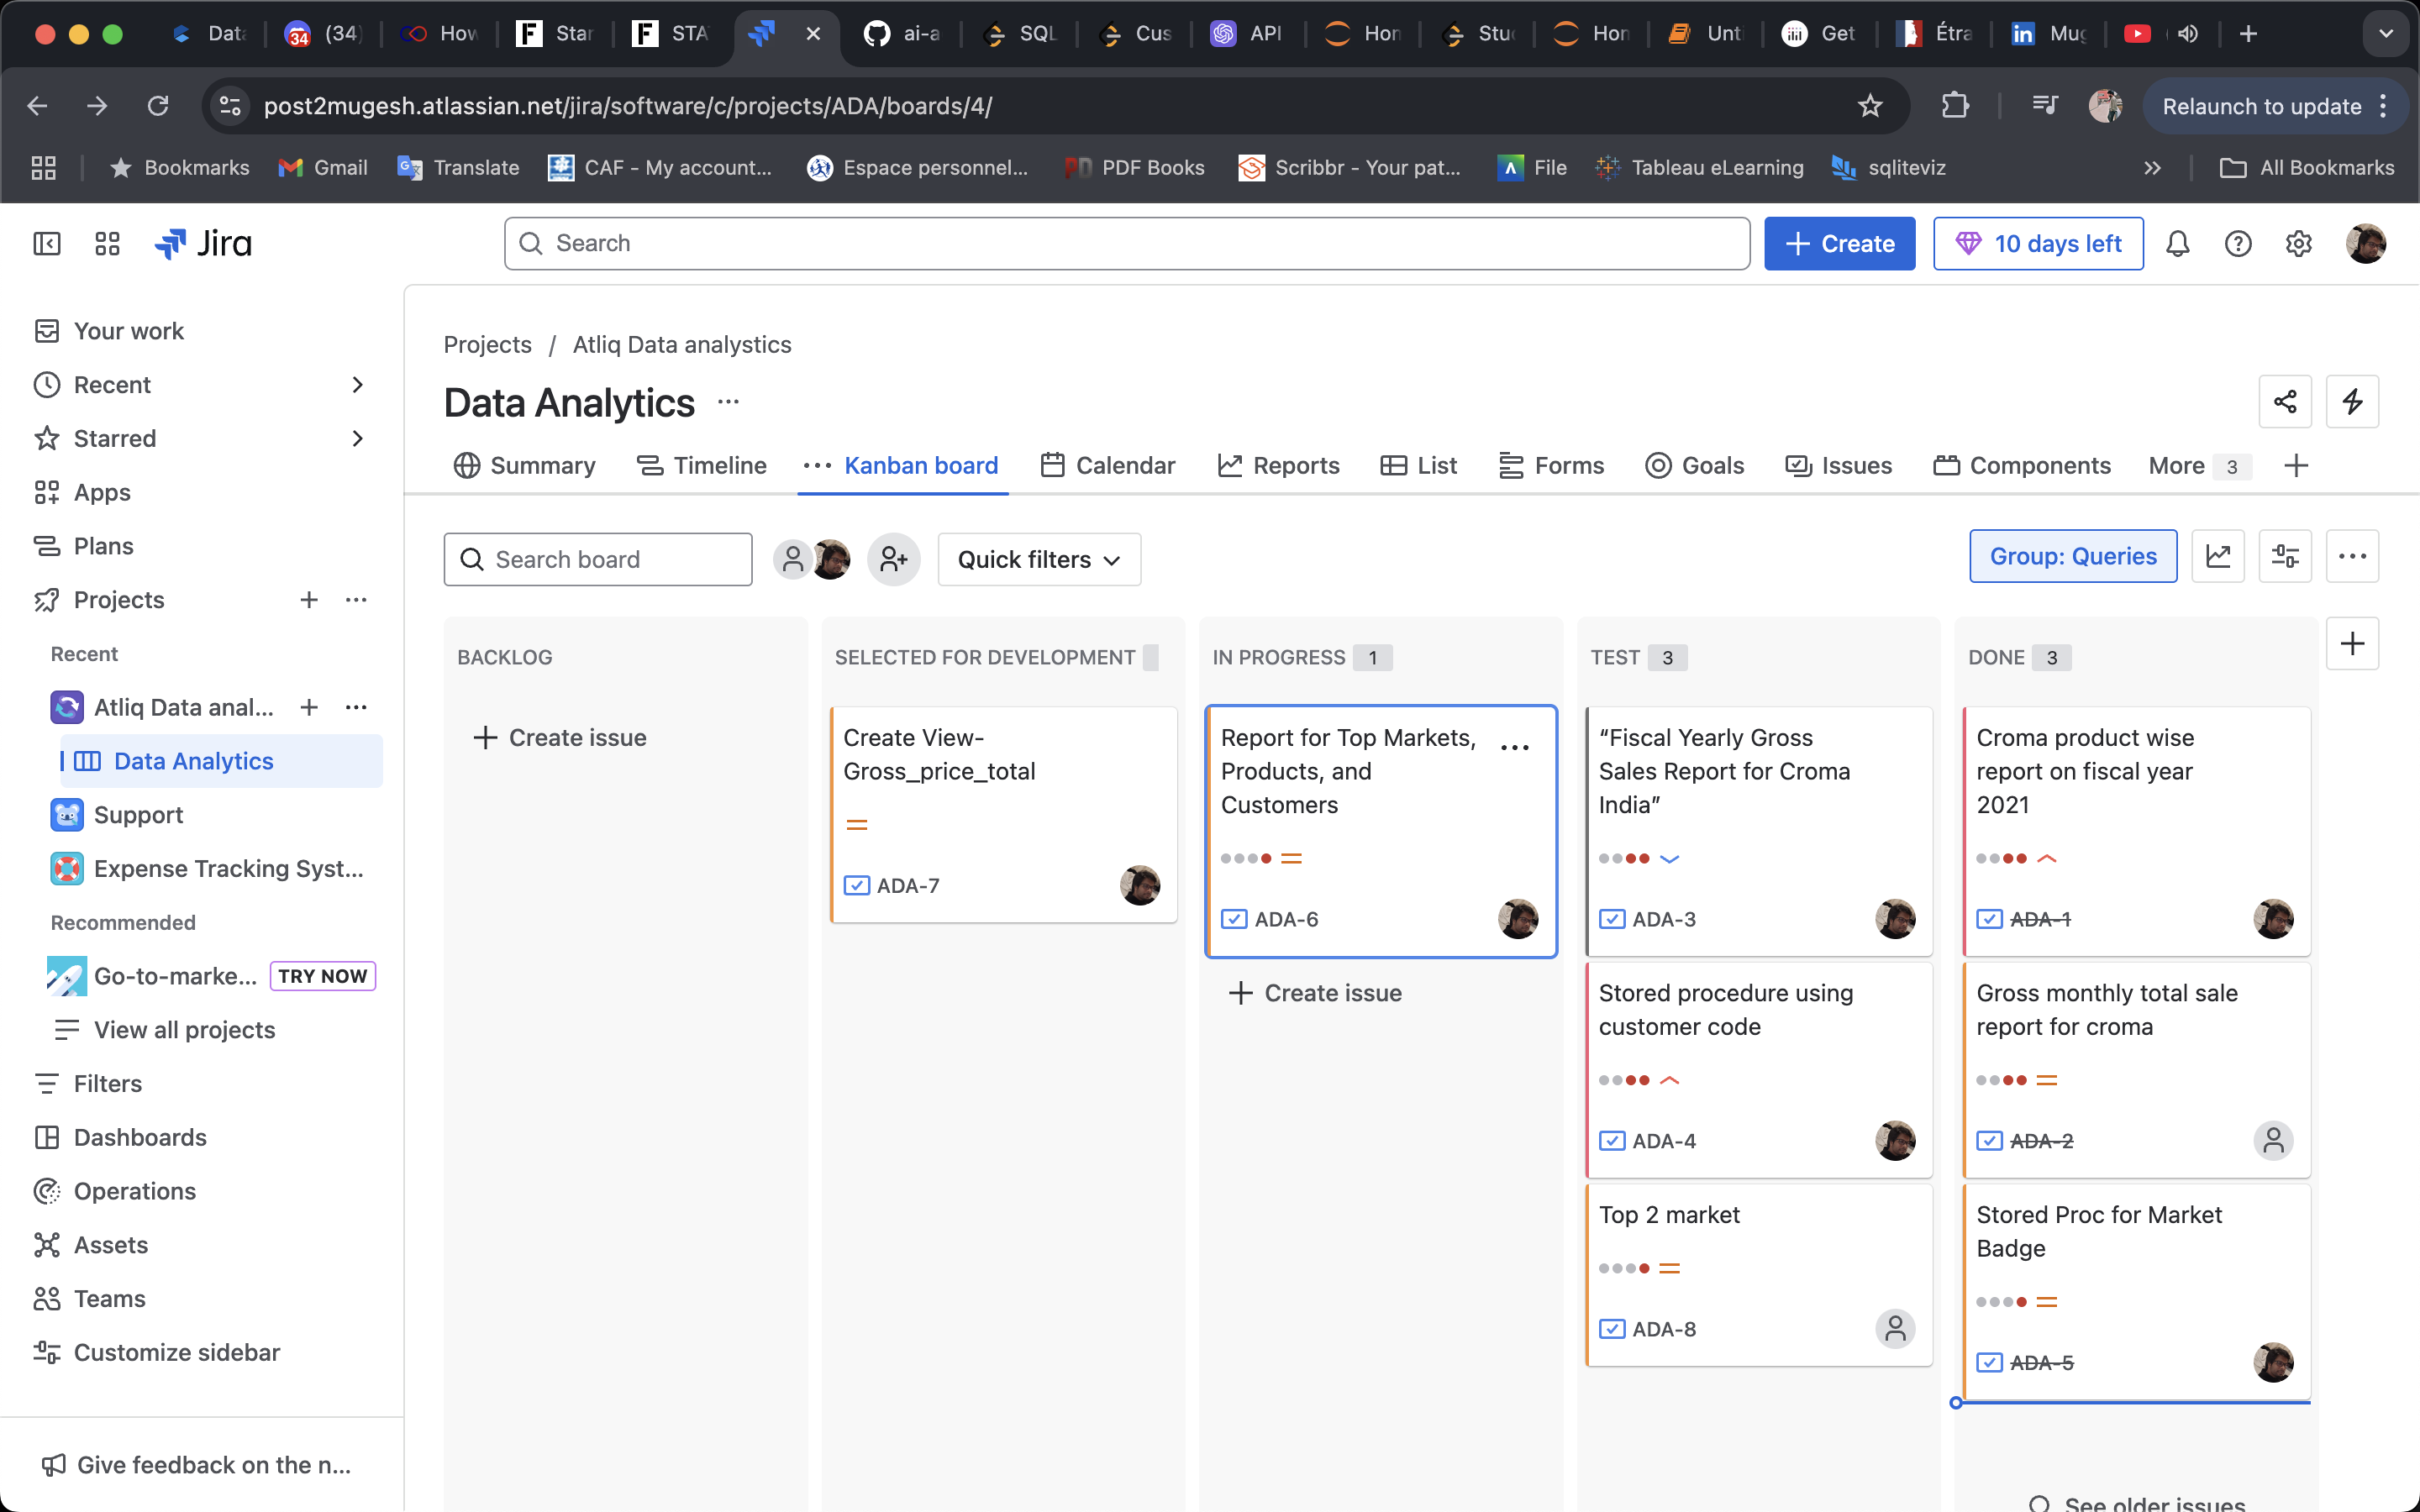 Data
34
(34)
How
Star
STA
ai-a
SQL
Cus
API
Hon
Stu
Hon
Unti
Get
Étra
Mug
post2mugesh.atlassian.net/jira/software/c/projects/ADA/boards/4/
Relaunch to update
Bookmarks
Gmail
Translate
CAF - My account...
Espace personnel...
PDF Books
Scribbr - Your pat...
File
Tableau eLearning
sqliteviz
All Bookmarks
Jira
Search
Create
10 days left
Your work
Recent
Starred
Apps
Plans
Projects
Recent
Atliq Data anal...
Data Analytics
Support
Expense Tracking Syst...
Recommended
Go-to-marke...
TRY NOW
View all projects
Filters
Dashboards
Operations
Assets
Teams
Customize sidebar
Give feedback on the n...
Projects / Atliq Data analystics
Data Analytics
Summary
Timeline
Kanban board
Calendar
Reports
List
Forms
Goals
Issues
Components
More 3
Search board
Quick filters
Group: Queries
BACKLOG
Create issue
SELECTED FOR DEVELOPMENT
Create View-
Gross_price_total
ADA-7
IN PROGRESS 1
Report for Top Markets,
Products, and
Customers
ADA-6
Create issue
TEST 3
“Fiscal Yearly Gross
Sales Report for Croma
India”
ADA-3
Stored procedure using
customer code
ADA-4
Top 2 market
ADA-8
DONE 3
Croma product wise
report on fiscal year
2021
ADA-1
Gross monthly total sale
report for croma
ADA-2
Stored Proc for Market
Badge
ADA-5
See older issues